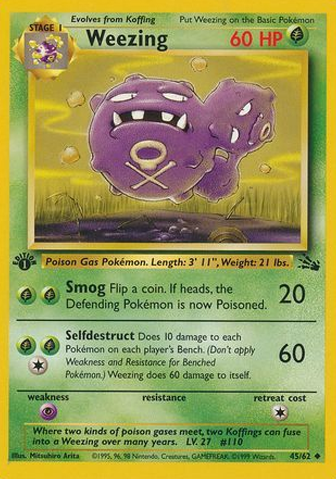 Evolves from Koffing
Put Weezing on the Basic Pokémon
STAGE 1
Weezing
60 HP
Poison Gas Pokémon. Length: 3' 11", Weight: 21 lbs.
EDITION
1
Smog Flip a coin. If heads, the
Defending Pokémon is now Poisoned.
20
Selfdestruct Does 10 damage to each
Pokémon on each player's Bench. (Don't apply
Weakness and Resistance for Benched
Pokémon.) Weezing does 60 damage to itself.
60
weakness
resistance
retreat cost
Where two kinds of poison gases meet, two Koffings can fuse
into a Weezing over many years. LV. 27 #110
Illus. Mitsuhiro Arita
©1995, 96, 98 Nintendo, Creatures, GAMEFREAK. ©1999 Wizards.
45/62